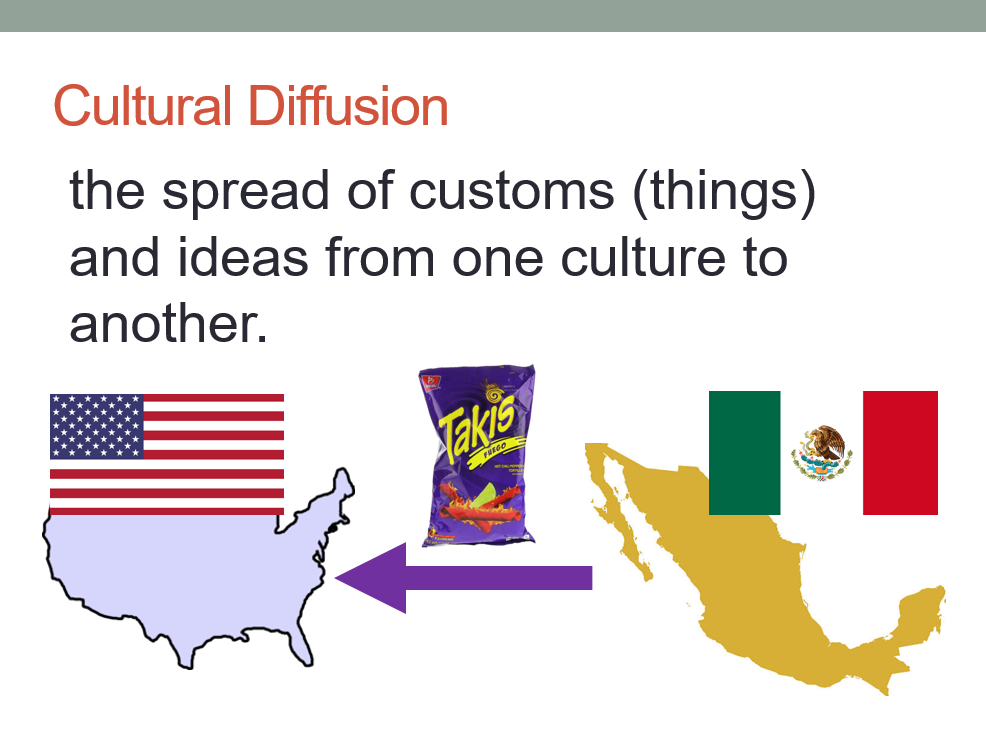 Cultural Diffusion
the spread of customs (things)
and ideas from one culture to
another.
Takis
FUEGO